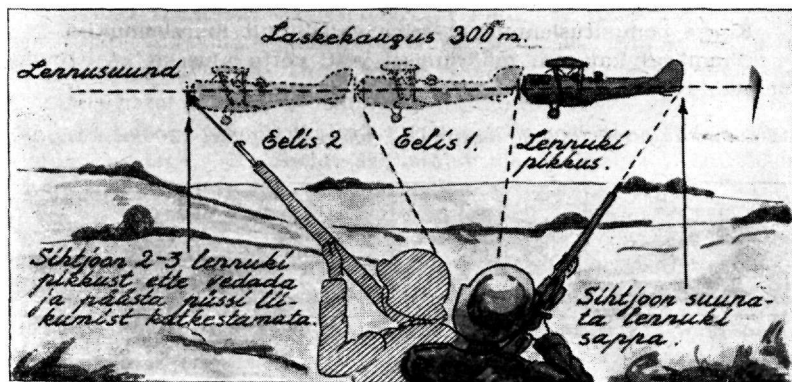 Laskekaugus 300 m.
Lennusuund
Eelis 2
Eelis 1.
Lennuki
pikkus.
Sihtjoon 2-3 lennuki
pikkust ette vedada
ja päästa püssi lii-
kumist katkestamata.
Sihtjoon suuna-
ta lennuki
sappa.